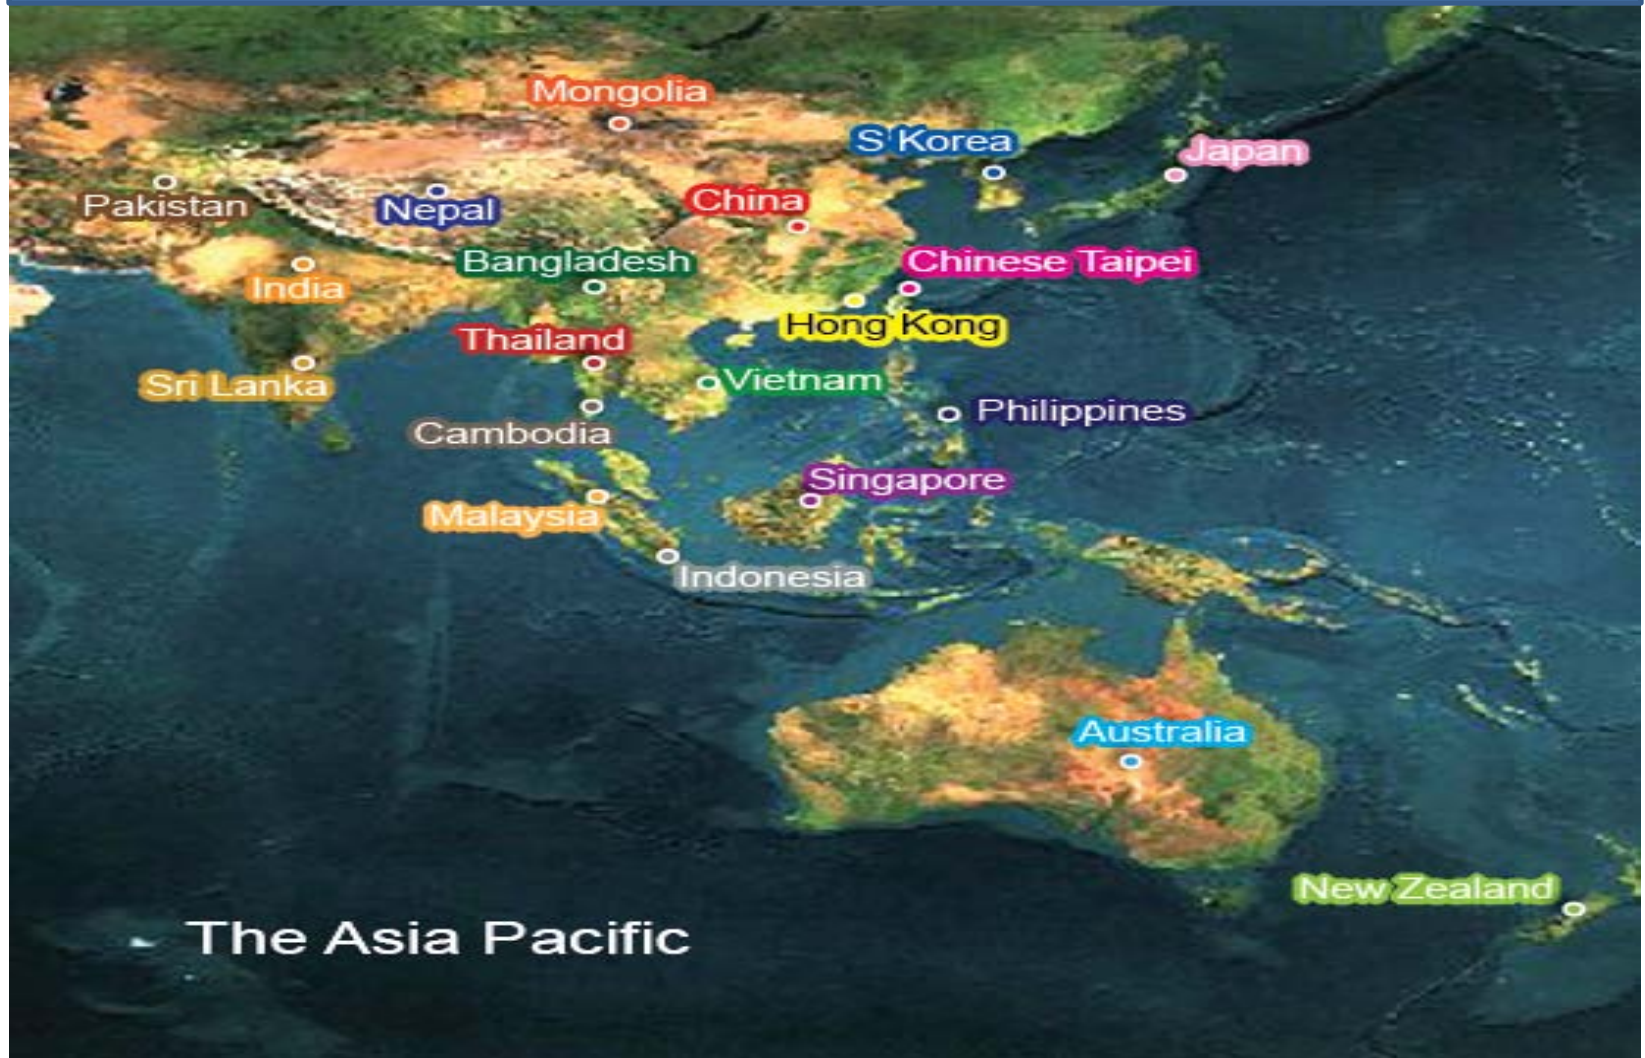 Mongolia
S Korea
Japan
Pakistan
Nepal
China
Bangladesh
Chinese Taipei
India
Hong Kong
Thailand
Sri Lanka
Vietnam
Philippines
Cambodia
Singapore
Malaysia
Indonesia
Australia
New Zealand
The Asia Pacific